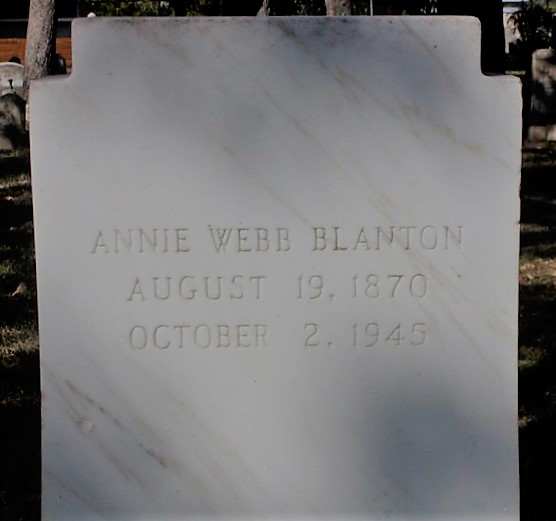 ANNIE WEBB BLANTON
AUGUST 19, 1870
OCTOBER 2, 1945